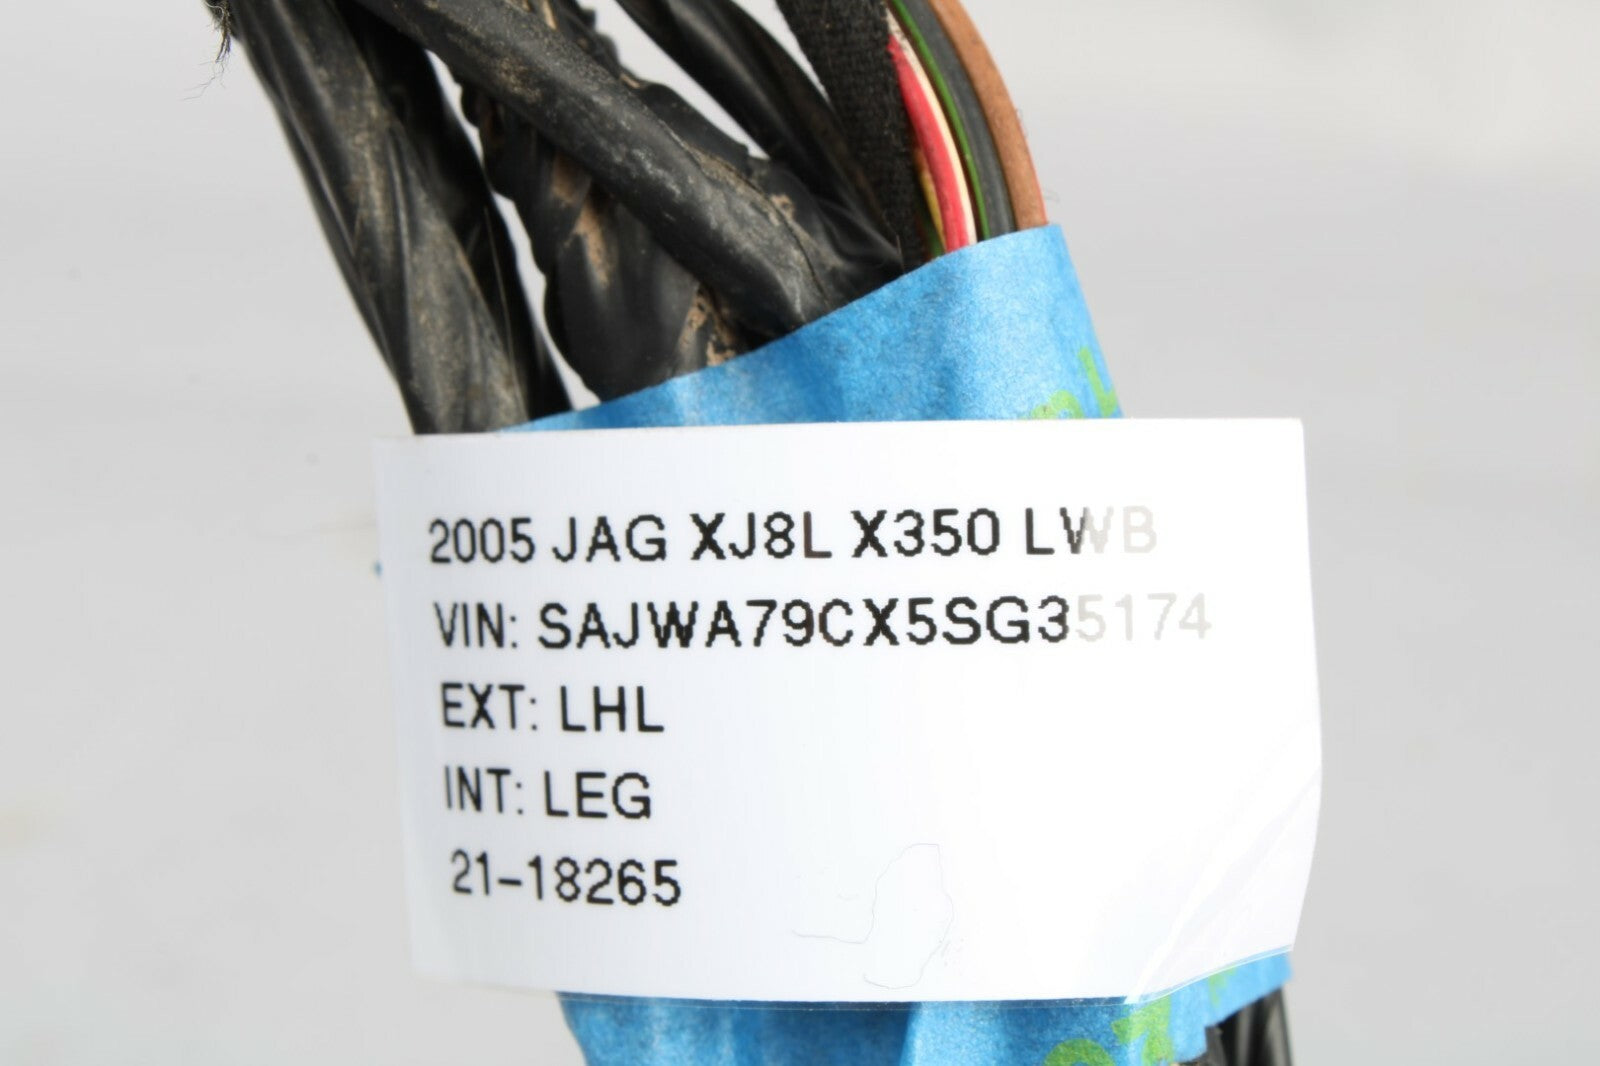 2005 JAG XJ8L X350 LWB
VIN: SAJWA79CX5SG35174
EXT: LHL
INT: LEG
21-18265